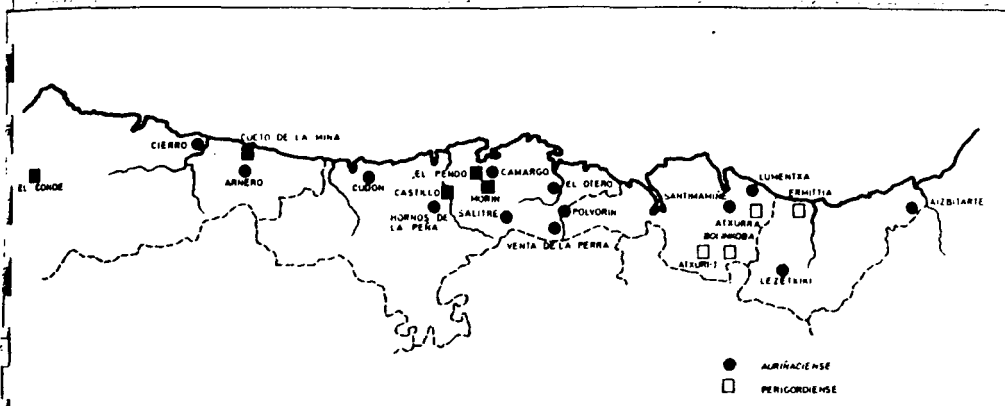 CIERRO
CUETO DE LA MINA
EL CONDE
ARNERO
CUDON
EL PENDO
CAMARGO
CASTILLO
MORIN
HORNOS DE LA PEÑA
SALITRE
EL OTERO
POLVORIN
VENTA DE LA PERRA
SANTIMAMIÑE
LUMENTXA
ERMITTIA
ATXURRA
BOLINKOBA
ATXURI-I
LEZETXIKI
AIZBITARTE
AURIÑACIENSE
PERIGORDIENSE